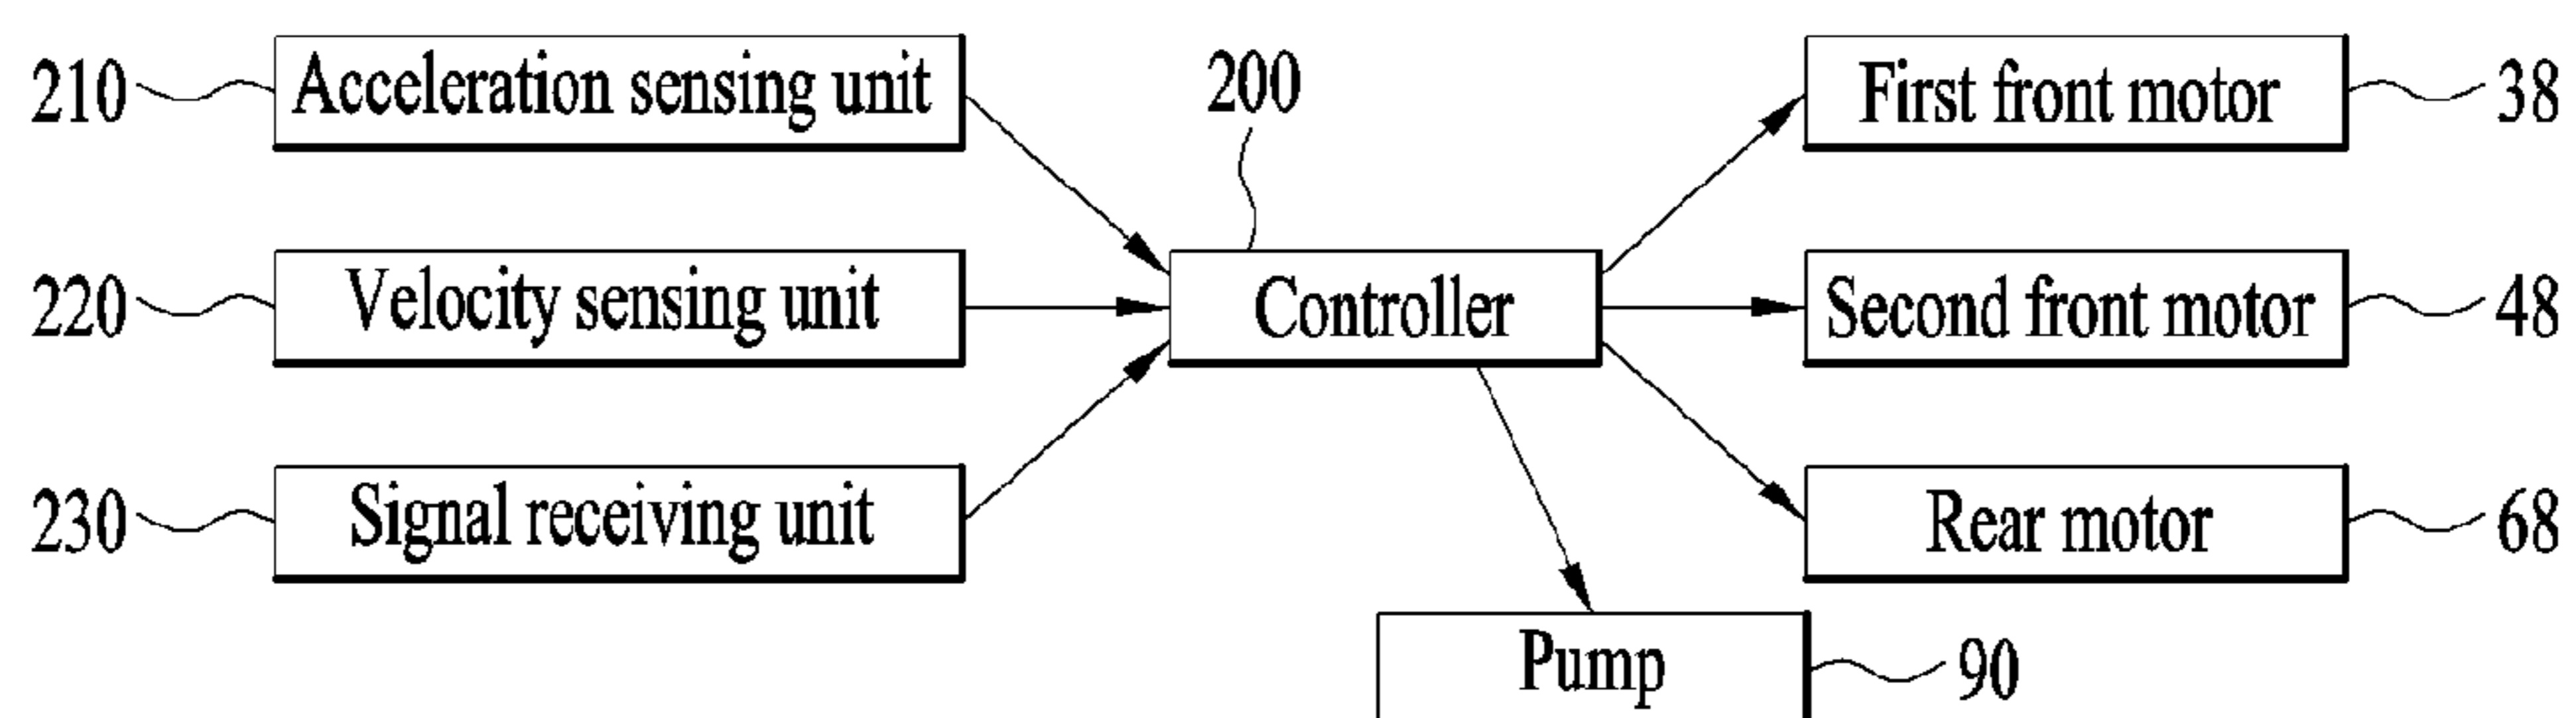 210 Acceleration sensing unit 200 First front motor 38
220 Velocity sensing unit Controller Second front motor 48
230 Signal receiving unit Rear motor 68
Pump 90